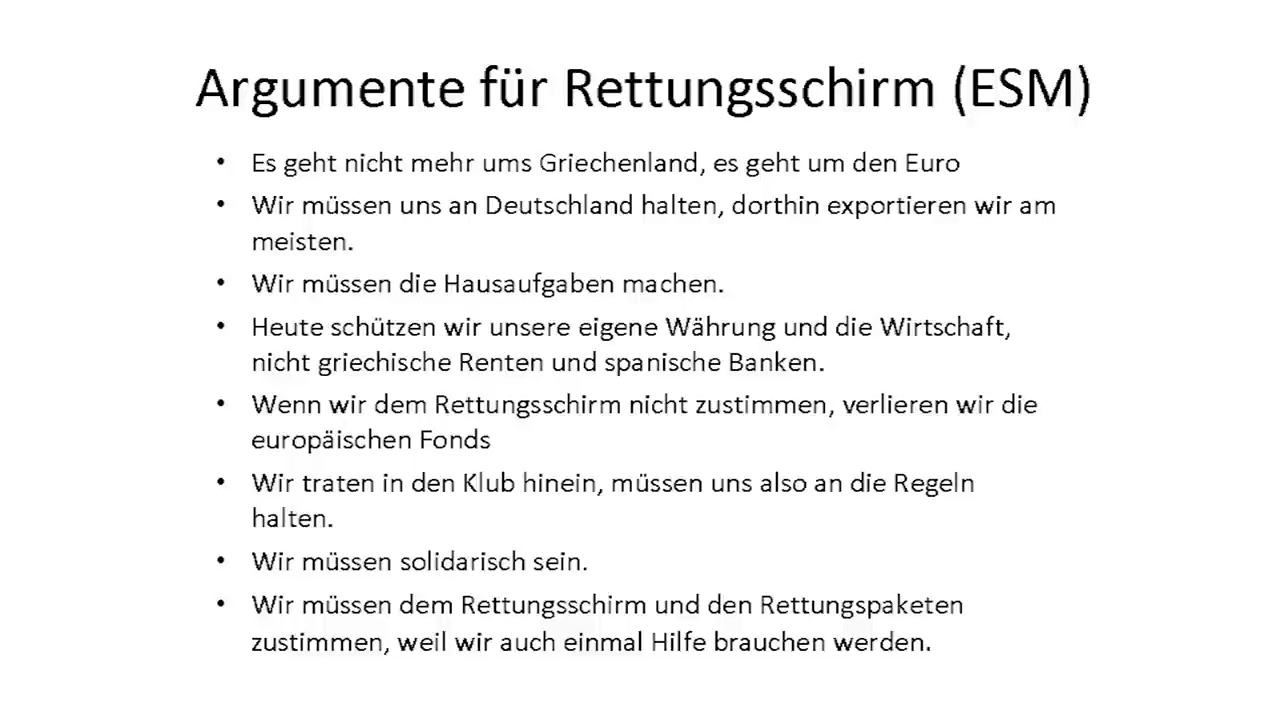 Argumente für Rettungsschirm (ESM)
• Es geht nicht mehr ums Griechenland, es geht um den Euro
• Wir müssen uns an Deutschland halten, dorthin exportieren wir am
meisten.
• Wir müssen die Hausaufgaben machen.
• Heute schützen wir unsere eigene Währung und die Wirtschaft,
nicht griechische Renten und spanische Banken.
• Wenn wir dem Rettungsschirm nicht zustimmen, verlieren wir die
europäischen Fonds
• Wir traten in den Klub hinein, müssen uns also an die Regeln
halten.
• Wir müssen solidarisch sein.
• Wir müssen dem Rettungsschirm und den Rettungspaketen
zustimmen, weil wir auch einmal Hilfe brauchen werden.